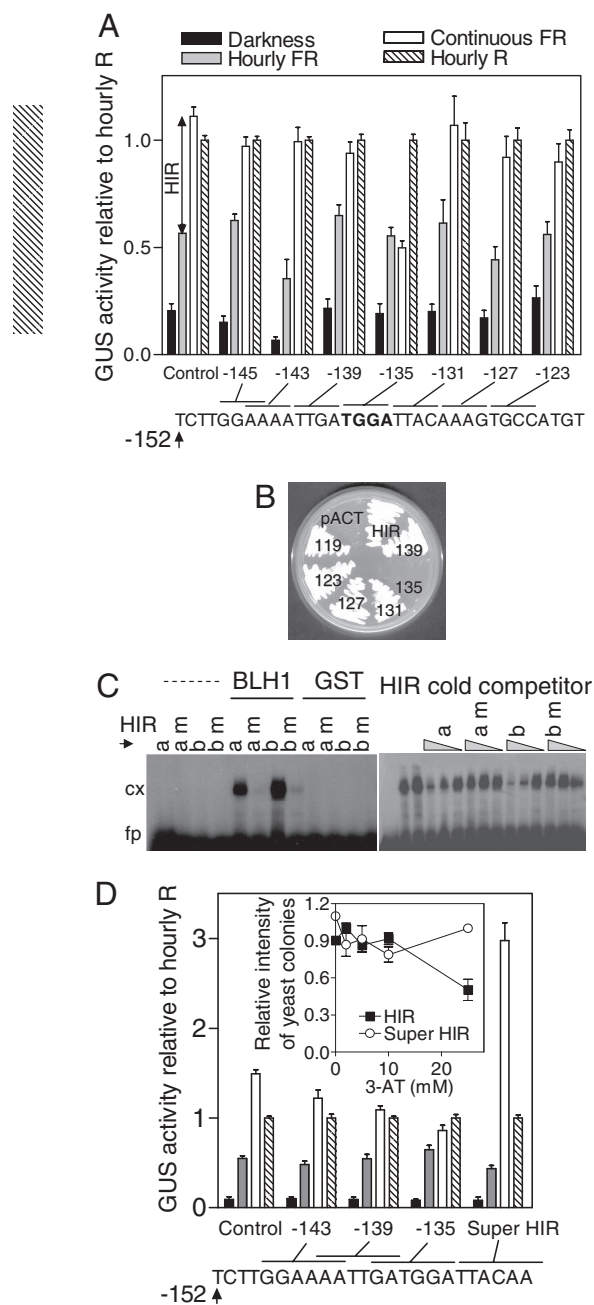 A
Darkness
Continuous FR
Hourly FR
Hourly R
GUS activity relative to hourly R
1.0
0.5
0.0
HIR
Control -145 -143 -139 -135 -131 -127 -123
TCTTGGAAAATTGATGGATTACAAAGTGCCATGT
-152
B
pACT
HIR
119
139
123
135
127
131
C
------- BLH1 GST HIR cold competitor
HIR
a a m b b m a a m b b m a a m b b m
a a m b b m
cx
fp
D
GUS activity relative to hourly R
3
2
1
0
Relative intensity
of yeast colonies
1.2
0.9
0.6
0.3
0.0
HIR
Super HIR
0 10 20
3-AT (mM)
Control -143 -139 -135 Super HIR
TCTTGGAAAATTGATGGATTACAA
-152